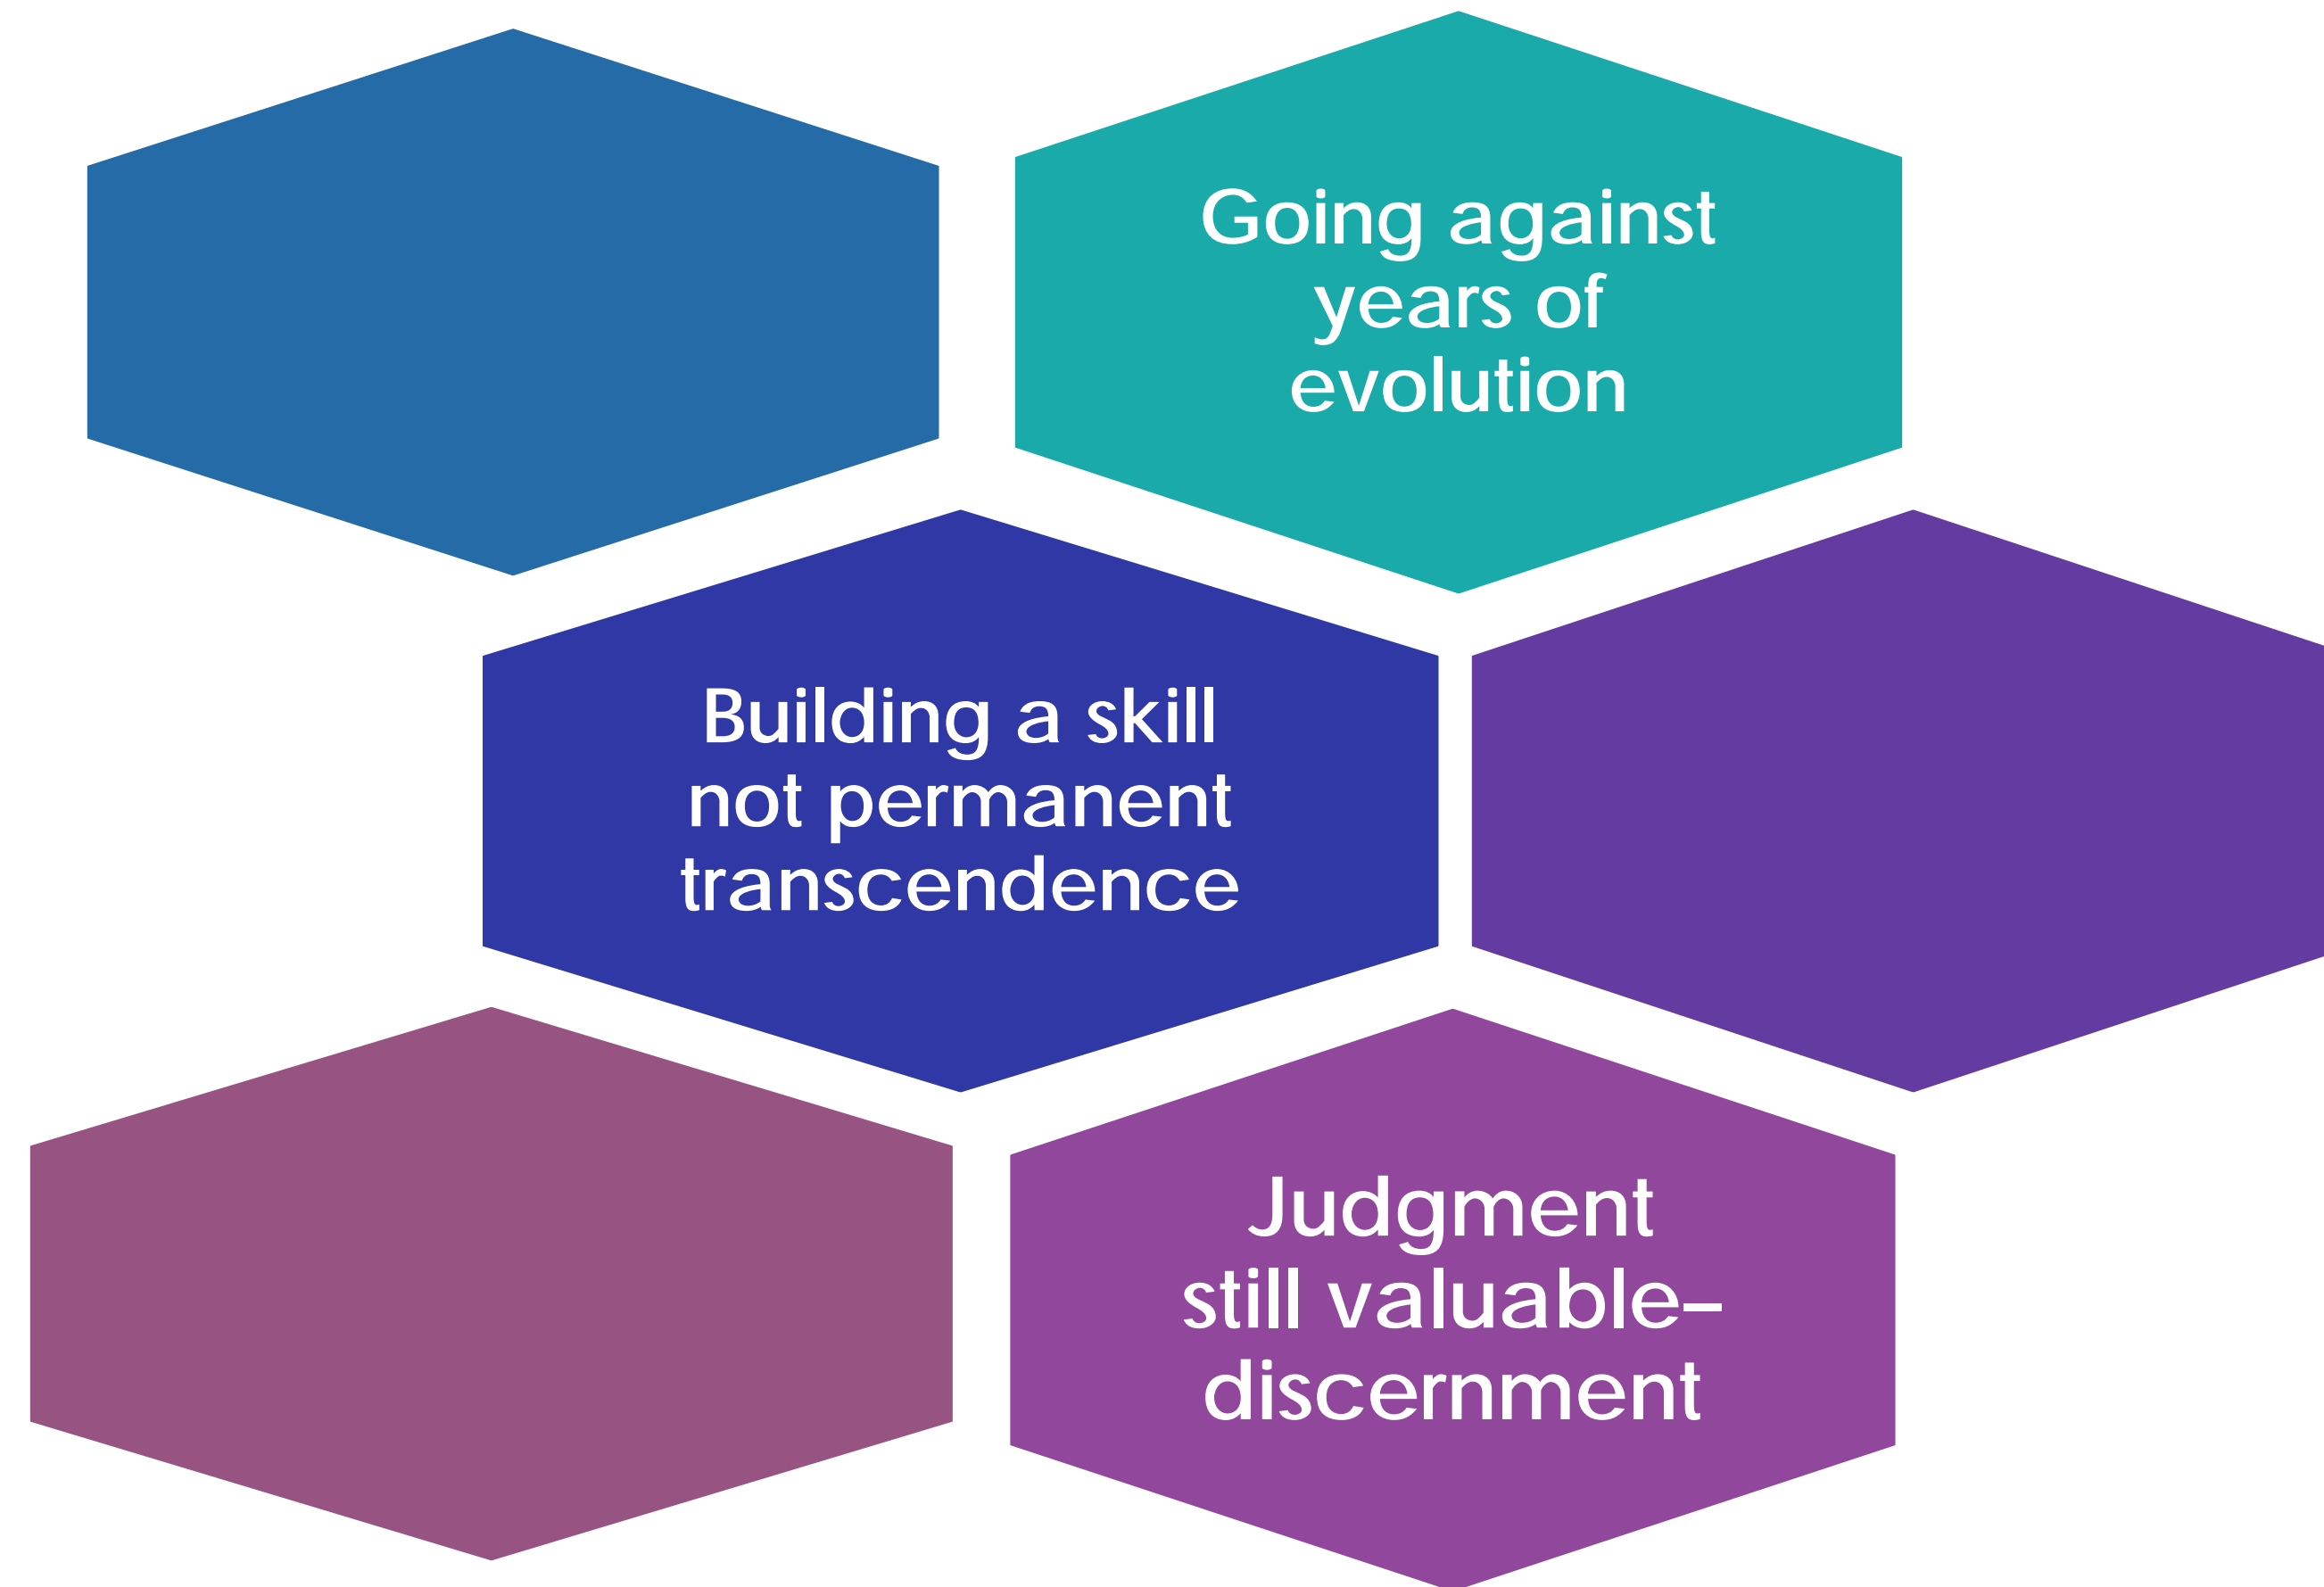 Going against
years of
evolution
Building a skill
not permanent
transcendence
Judgment
still valuable–
discernment